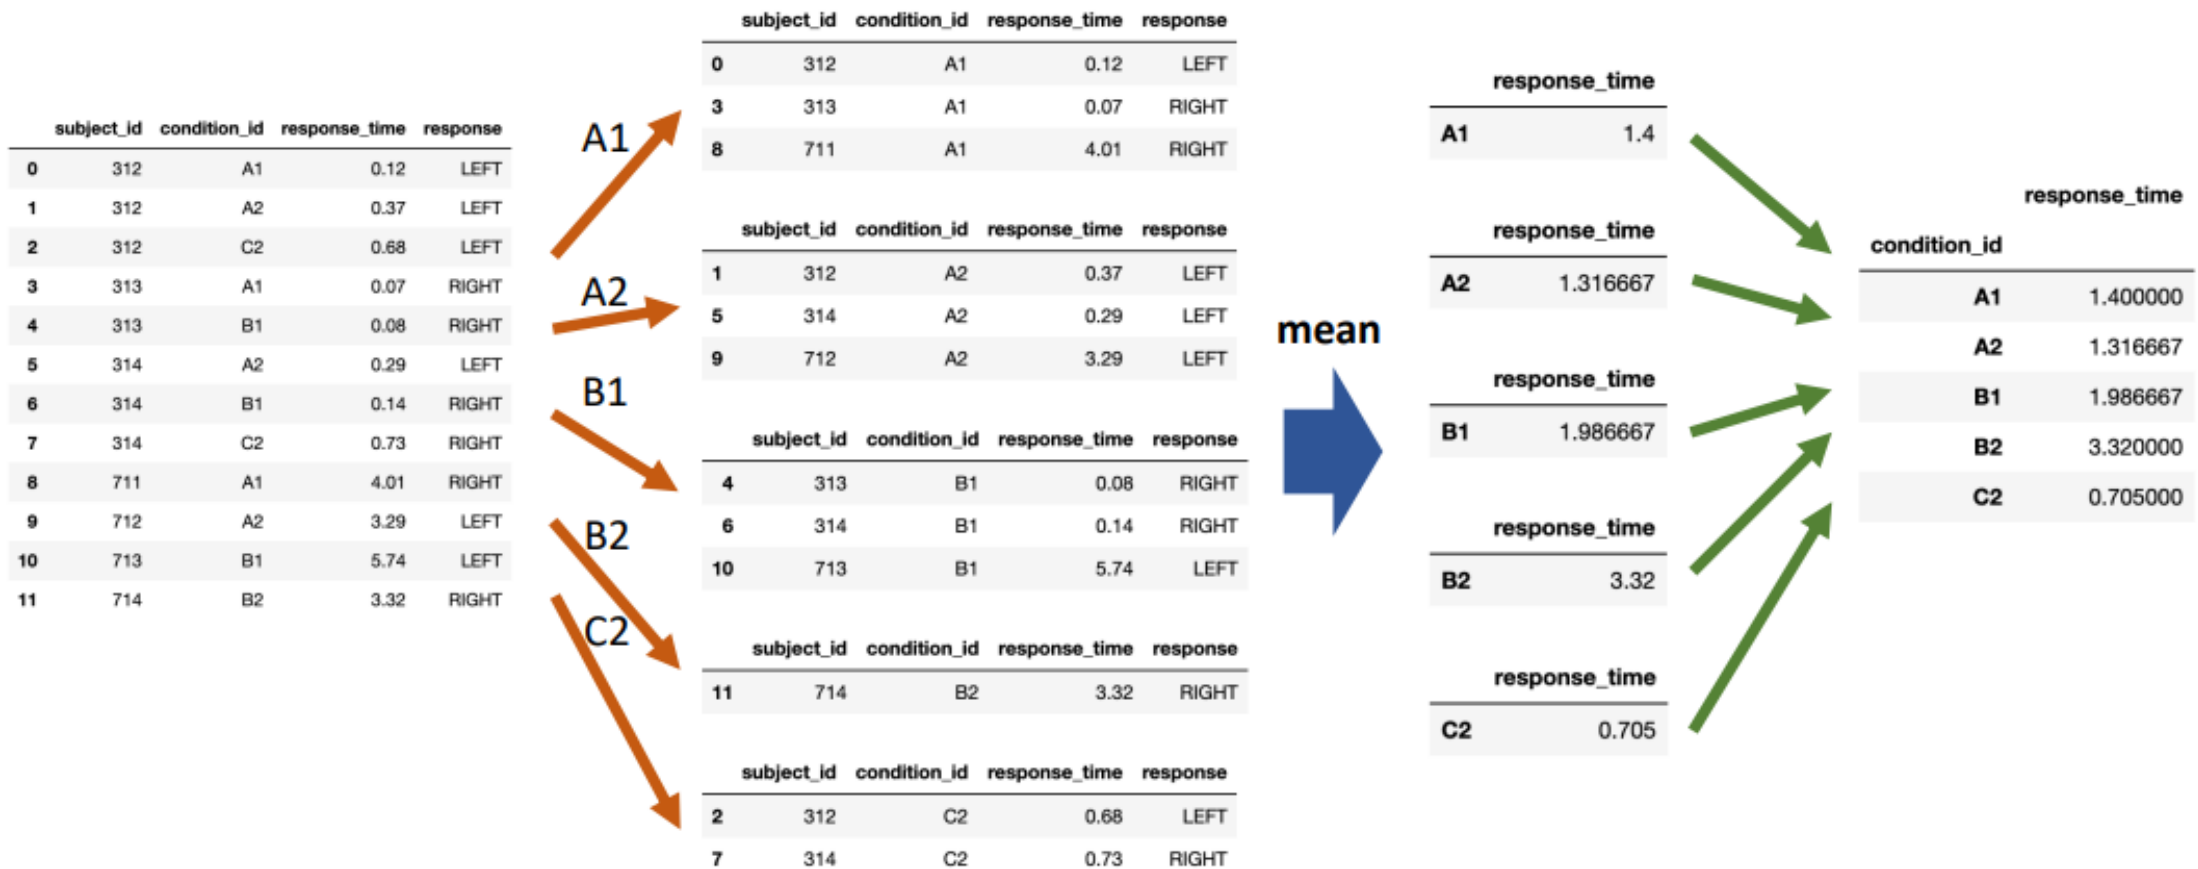 subject_id condition_id response_time response
0 312 A1 0.12 LEFT
1 312 A2 0.37 LEFT
2 312 C2 0.68 LEFT
3 313 A1 0.07 RIGHT
4 313 B1 0.08 RIGHT
5 314 A2 0.29 LEFT
6 314 B1 0.14 RIGHT
7 314 C2 0.73 RIGHT
8 711 A1 4.01 RIGHT
9 712 A2 3.29 LEFT
10 713 B1 5.74 LEFT
11 714 B2 3.32 RIGHT
A1
A2
B1
B2
C2
subject_id condition_id response_time response
0 312 A1 0.12 LEFT
3 313 A1 0.07 RIGHT
8 711 A1 4.01 RIGHT
subject_id condition_id response_time response
1 312 A2 0.37 LEFT
5 314 A2 0.29 LEFT
9 712 A2 3.29 LEFT
subject_id condition_id response_time response
4 313 B1 0.08 RIGHT
6 314 B1 0.14 RIGHT
10 713 B1 5.74 LEFT
subject_id condition_id response_time response
11 714 B2 3.32 RIGHT
subject_id condition_id response_time response
2 312 C2 0.68 LEFT
7 314 C2 0.73 RIGHT
mean
response_time
A1 1.4
response_time
A2 1.316667
response_time
B1 1.986667
response_time
B2 3.32
response_time
C2 0.705
response_time
condition_id
A1 1.400000
A2 1.316667
B1 1.986667
B2 3.320000
C2 0.705000